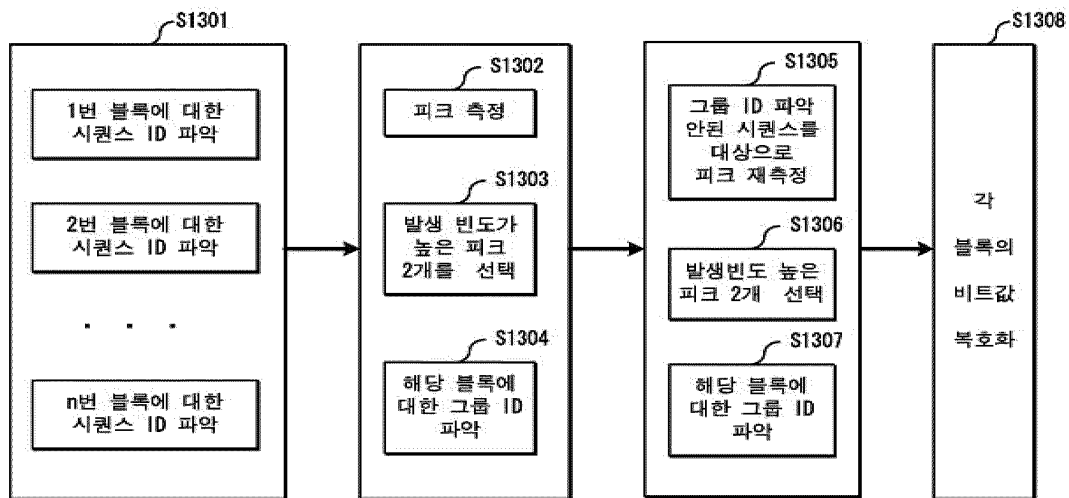 S1301
1번 블록에 대한
시퀀스 ID 파악
2번 블록에 대한
시퀀스 ID 파악
. . .
n번 블록에 대한
시퀀스 ID 파악
S1302
피크 측정
S1303
발생 빈도가
높은 피크
2개를 선택
S1304
해당 블록에
대한 그룹 ID
파악
S1305
그룹 ID 파악
안된 시퀀스를
대상으로
피크 재측정
S1306
발생빈도 높은
피크 2개 선택
S1307
해당 블록에
대한 그룹 ID
파악
S1308
각
블록의
비트값
복호화